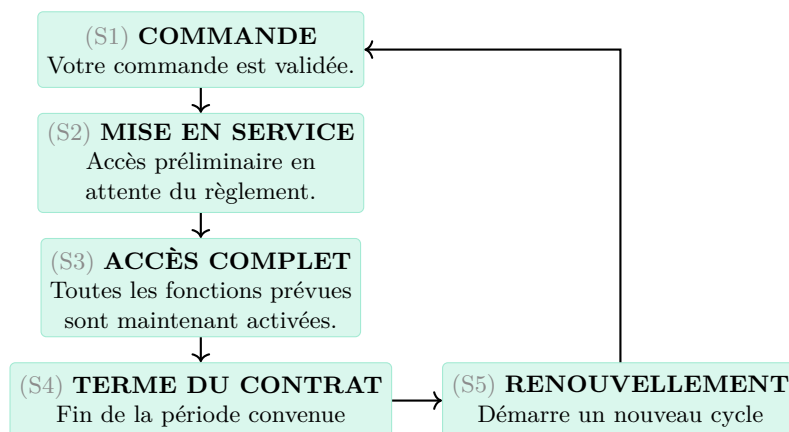 (S1) COMMANDE
Votre commande est validée.
(S2) MISE EN SERVICE
Accès préliminaire en
attente du règlement.
(S3) ACCÈS COMPLET
Toutes les fonctions prévues
sont maintenant activées.
(S4) TERME DU CONTRAT
Fin de la période convenue
(S5) RENOUVELLEMENT
Démarre un nouveau cycle